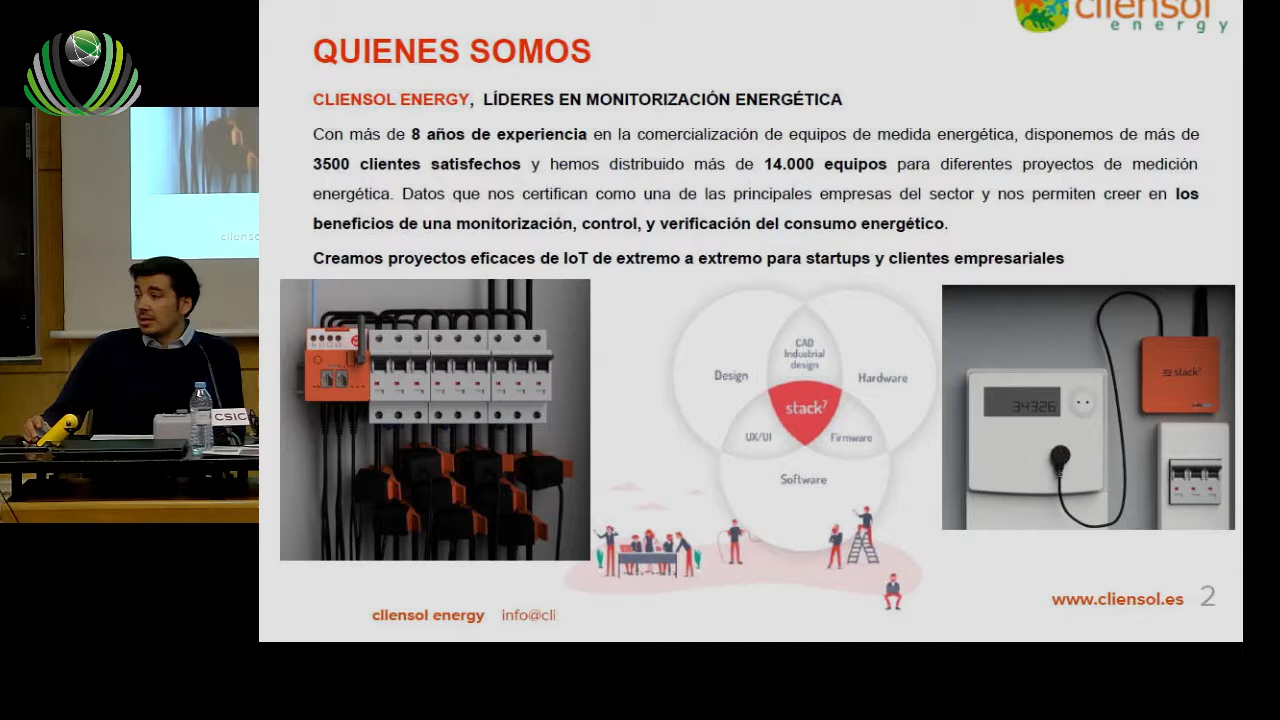 cliensol
energy
QUIENES SOMOS
CLIENSOL ENERGY, LÍDERES EN MONITORIZACIÓN ENERGÉTICA
Con más de 8 años de experiencia en la comercialización de equipos de medida energética, disponemos de más de
3500 clientes satisfechos y hemos distribuido más de 14.000 equipos para diferentes proyectos de medición
energética. Datos que nos certifican como una de las principales empresas del sector y nos permiten creer en los
beneficios de una monitorización, control, y verificación del consumo energético.
Creamos proyectos eficaces de IoT de extremo a extremo para startups y clientes empresariales
CAD
Industrial
design
Design
Hardware
stack7
UX/UI
Firmware
Software
34326
stack7
CSIC
cliensol energy info@cli
www.cliensol.es 2